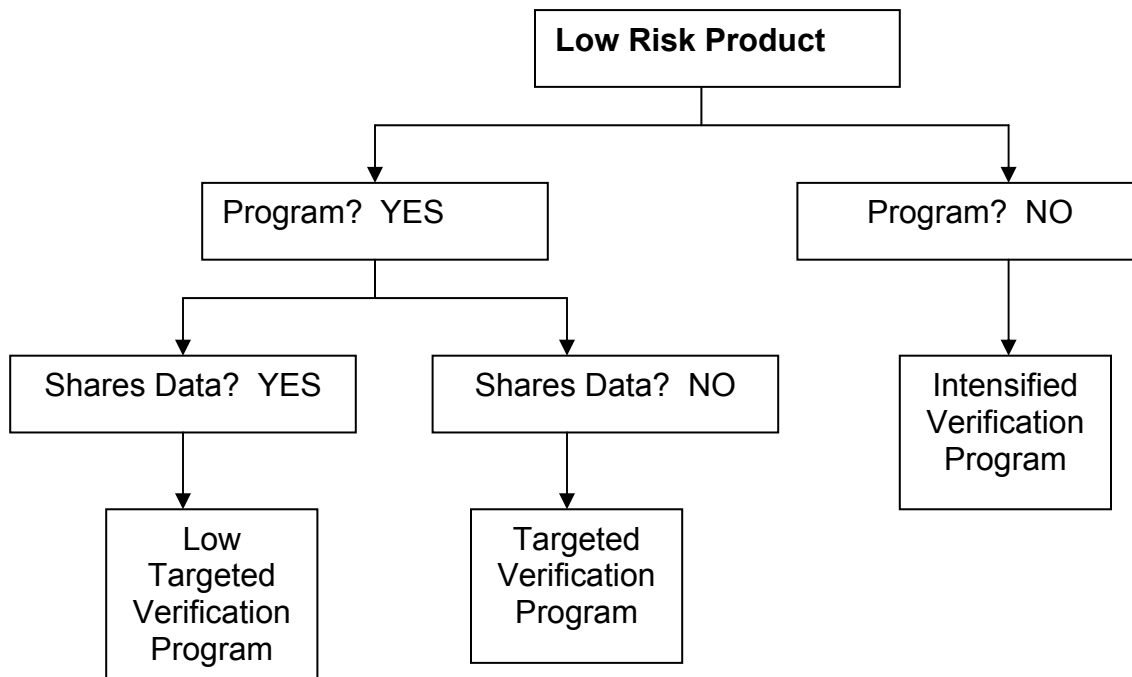 Low Risk Product
Program?  YES
Program?  NO
Shares Data?  YES
Shares Data?  NO
Intensified
Verification
Program
Low
Targeted
Verification
Program
Targeted
Verification
Program